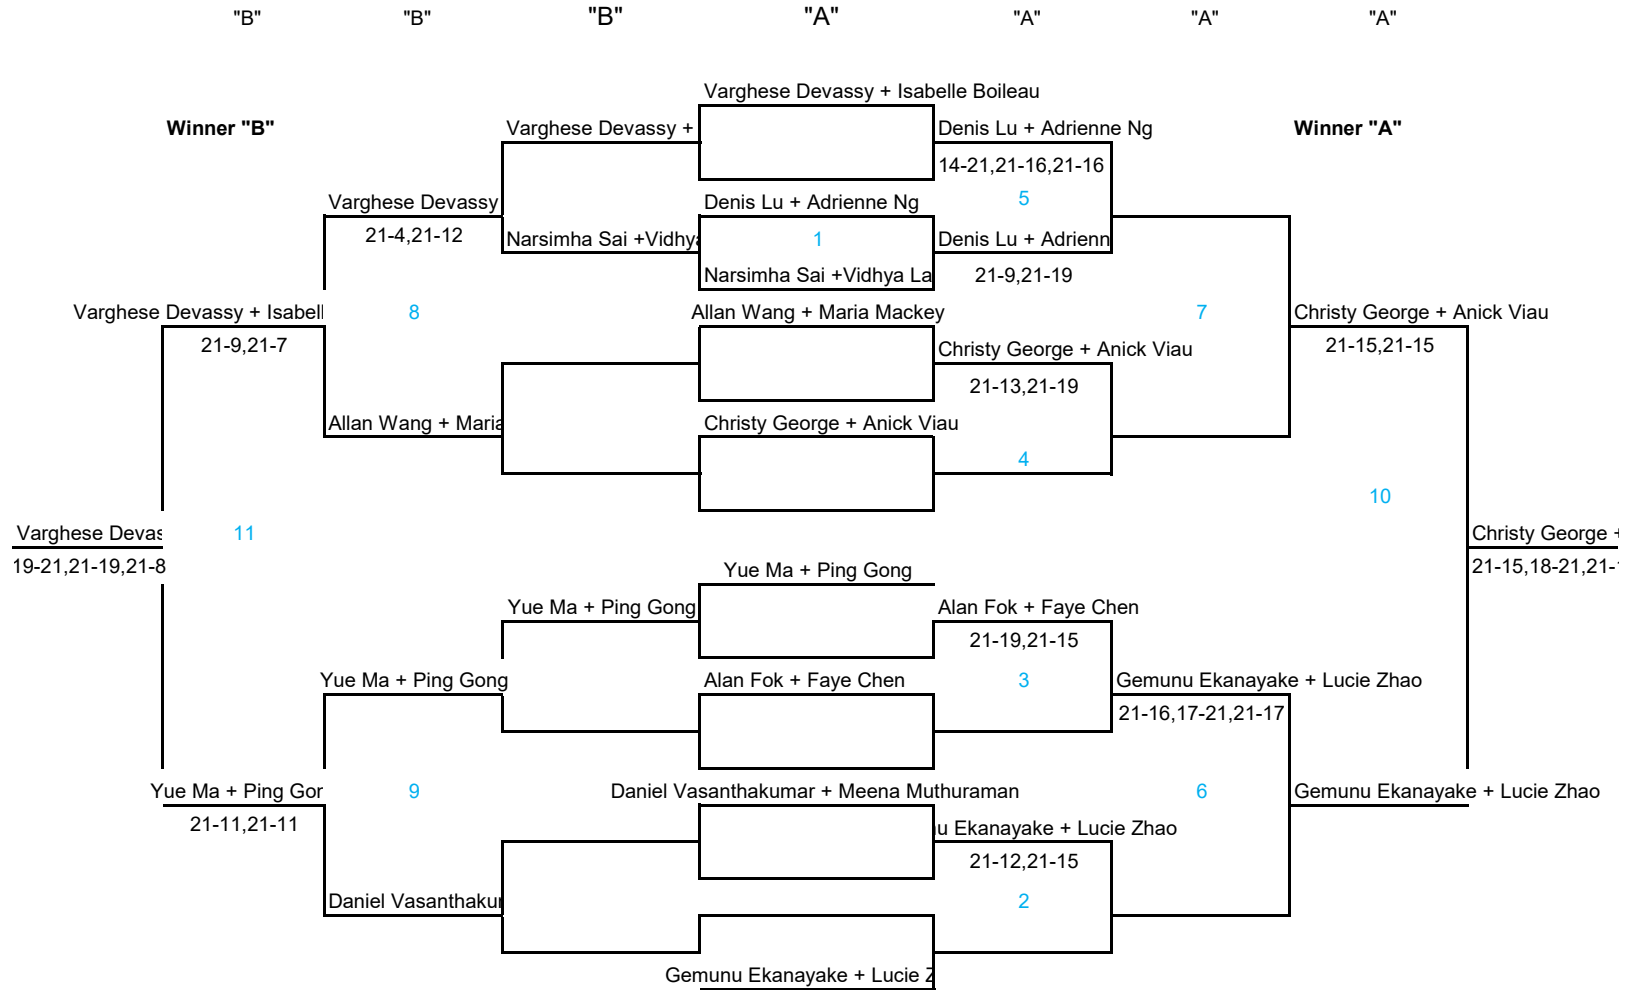 "B" "B" "B" "A" "A" "A" "A"
Varghese Devassy + Isabelle Boileau
Winner "B" Varghese Devassy + Denis Lu + Adrienne Ng Winner "A"
14-21,21-16,21-16
Varghese Devassy Denis Lu + Adrienne Ng 5
21-4,21-12 Narsimha Sai +Vidhya 1 Denis Lu + Adrienn
Narsimha Sai +Vidhya La 21-9,21-19
Varghese Devassy + Isabell 8 Allan Wang + Maria Mackey 7 Christy George + Anick Viau
21-9,21-7 Christy George + Anick Viau 21-15,21-15
21-13,21-19
Allan Wang + Maria Christy George + Anick Viau
4
10
Varghese Devas 11 Christy George +
19-21,21-19,21-8 Yue Ma + Ping Gong 21-15,18-21,21-
Yue Ma + Ping Gong Alan Fok + Faye Chen
21-19,21-15
Yue Ma + Ping Gong Alan Fok + Faye Chen 3 Gemunu Ekanayake + Lucie Zhao
21-16,17-21,21-17
Yue Ma + Ping Gor 9 Daniel Vasanthakumar + Meena Muthuraman 6 Gemunu Ekanayake + Lucie Zhao
21-11,21-11 u Ekanayake + Lucie Zhao
21-12,21-15
Daniel Vasanthakur 2
Gemunu Ekanayake + Lucie Z